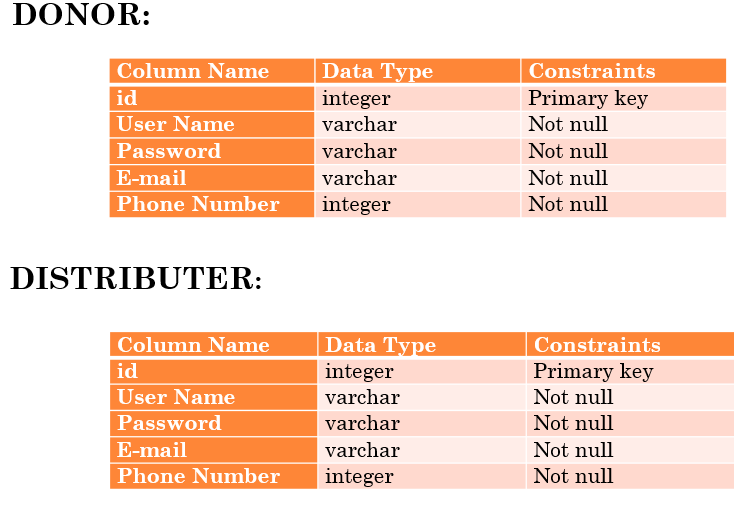 DONOR:
Column Name Data Type Constraints
id integer Primary key
User Name varchar Not null
Password varchar Not null
E-mail varchar Not null
Phone Number integer Not null
DISTRIBUTER:
Column Name Data Type Constraints
id integer Primary key
User Name varchar Not null
Password varchar Not null
E-mail varchar Not null
Phone Number integer Not null